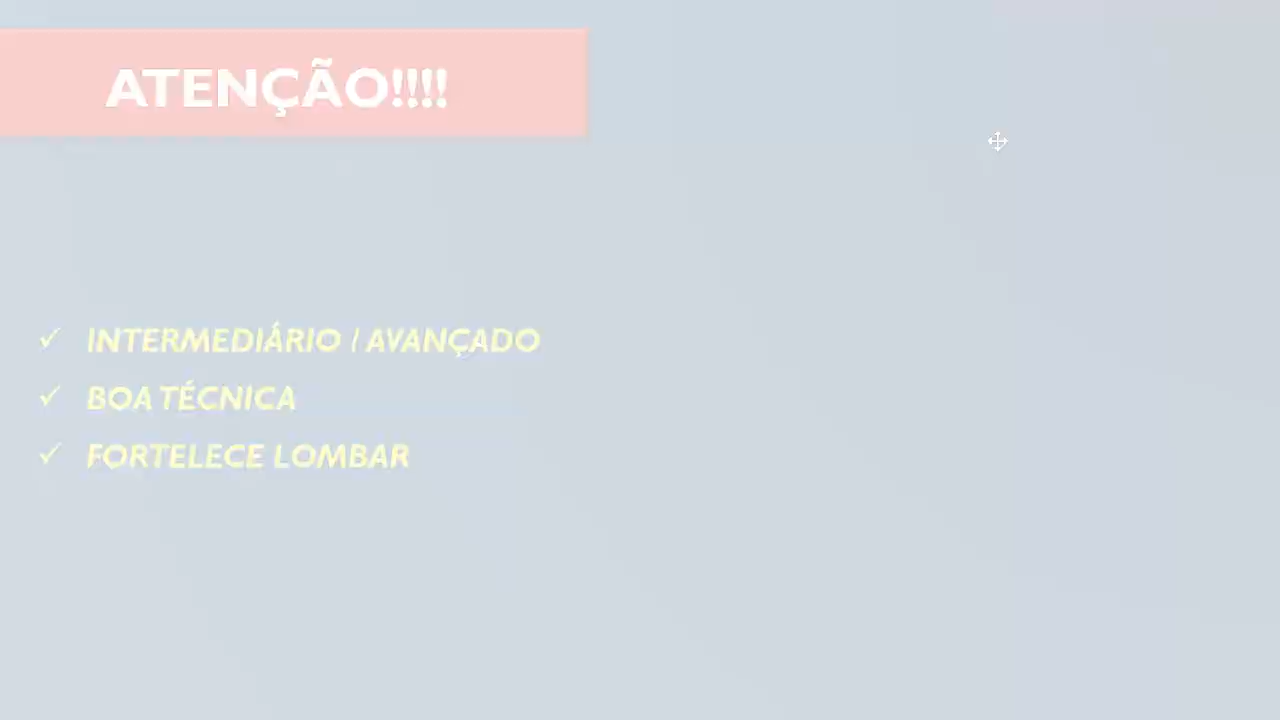 ATENÇÃO!!!!
INTERMEDIÁRIO / AVANÇADO
BOA TÉCNICA
FORTELECE LOMBAR